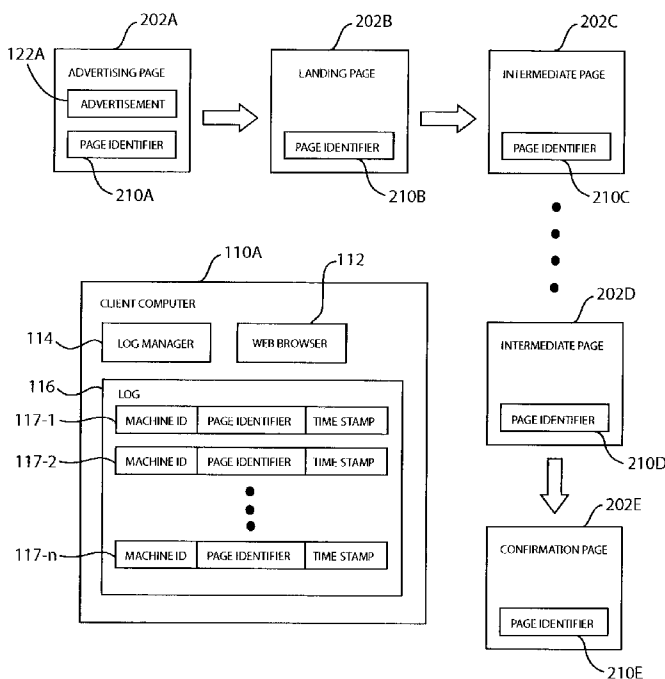 202A
202B
202C
122A
ADVERTISING PAGE
ADVERTISEMENT
PAGE IDENTIFIER
210A
LANDING PAGE
PAGE IDENTIFIER
210B
INTERMEDIATE PAGE
PAGE IDENTIFIER
210C
110A
112
CLIENT COMPUTER
114
LOG MANAGER
WEB BROWSER
116
LOG
117-1
MACHINE ID PAGE IDENTIFIER TIME STAMP
117-2
MACHINE ID PAGE IDENTIFIER TIME STAMP
117-n
MACHINE ID PAGE IDENTIFIER TIME STAMP
202D
INTERMEDIATE PAGE
PAGE IDENTIFIER
210D
202E
CONFIRMATION PAGE
PAGE IDENTIFIER
210E